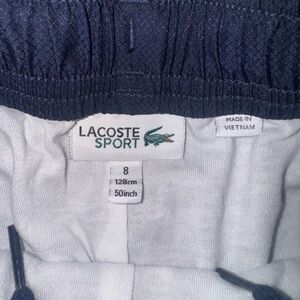 LACOSTE
SPORT
MADE IN
VIETNAM
8
128cm
50inch